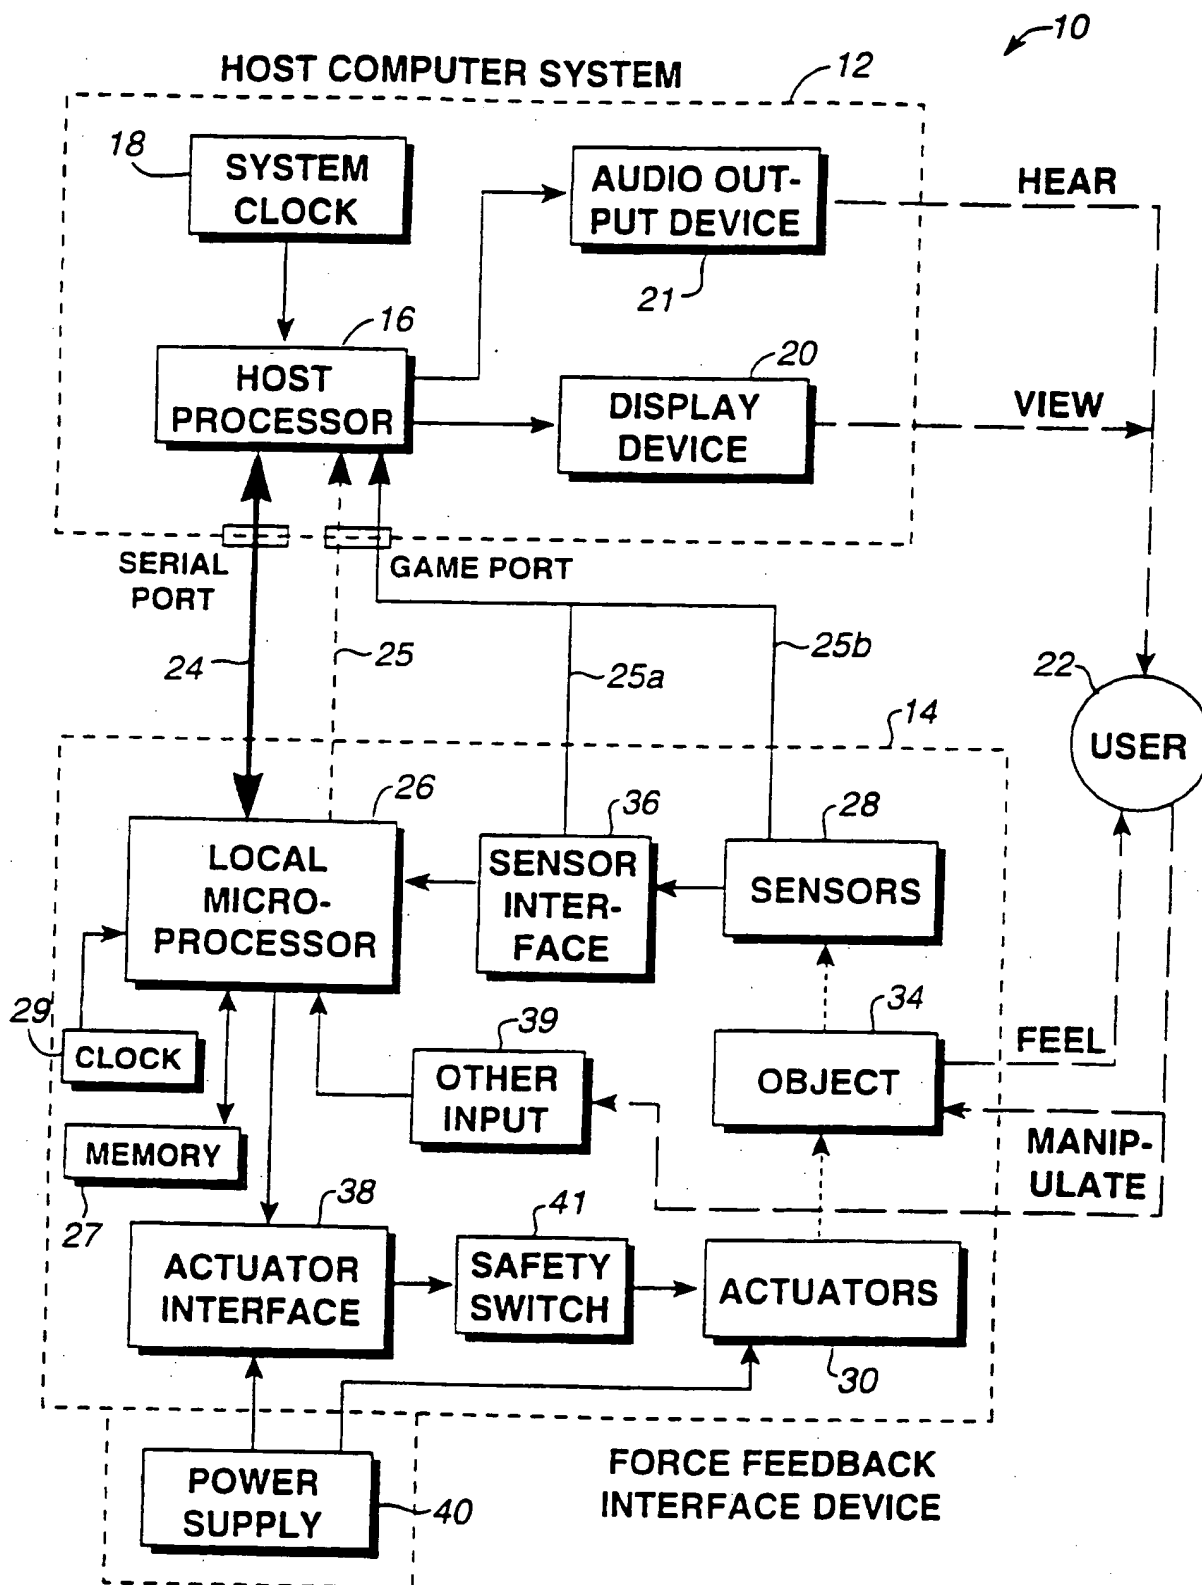 10
HOST COMPUTER SYSTEM
12
18
SYSTEM
CLOCK
AUDIO OUT-
PUT DEVICE
21
HEAR
16
HOST
PROCESSOR
20
DISPLAY
DEVICE
VIEW
SERIAL
PORT
GAME PORT
24
25
25a
25b
22
USER
14
26
LOCAL
MICRO-
PROCESSOR
36
SENSOR
INTER-
FACE
28
SENSORS
29
CLOCK
39
OTHER
INPUT
34
OBJECT
FEEL
MANIP-
ULATE
MEMORY
27
38
ACTUATOR
INTERFACE
41
SAFETY
SWITCH
ACTUATORS
30
POWER
SUPPLY
40
FORCE FEEDBACK
INTERFACE DEVICE